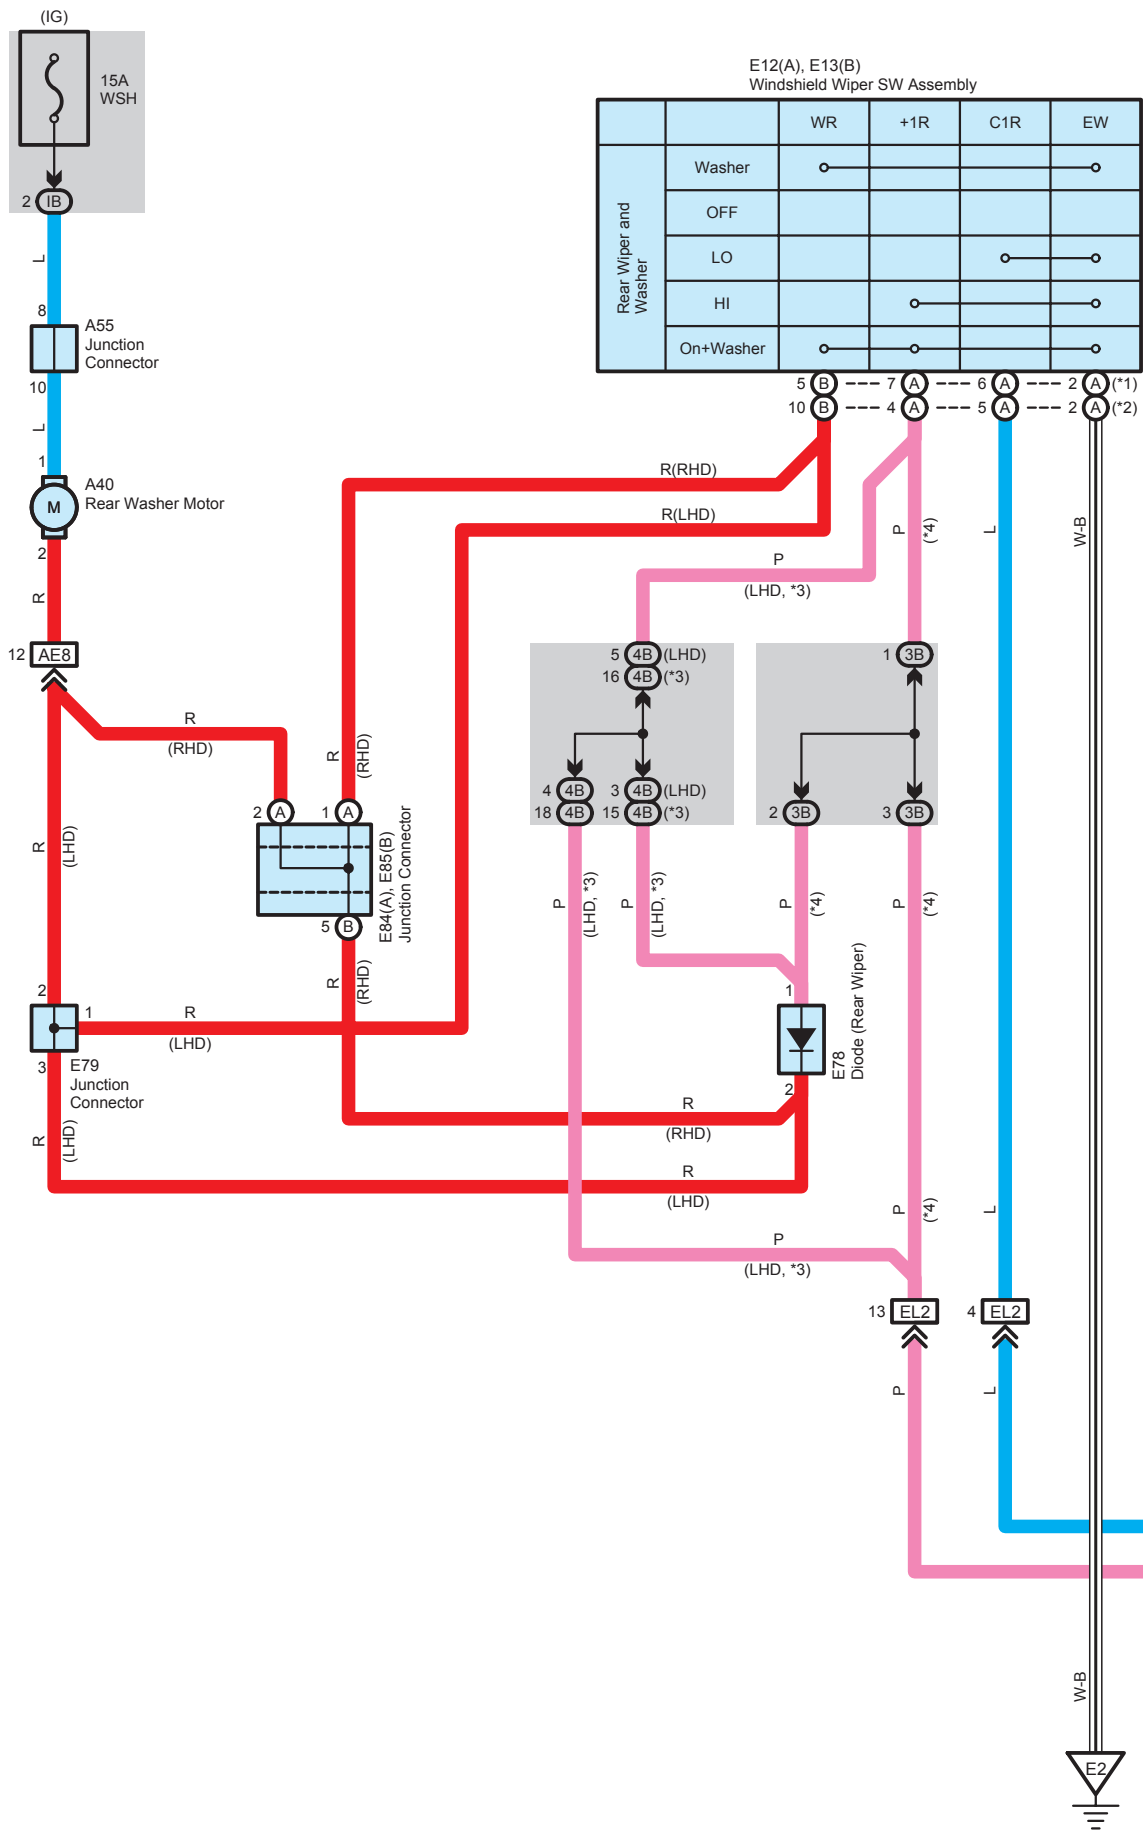 (IG)
15A
WSH
2 IB
L
8
A55
Junction
Connector
10
L
1
A40
Rear Washer Motor
M
2
R
12 AE8
R
(RHD)
R
(LHD)
2 A
1 A
R
(RHD)
E84(A), E85(B)
Junction Connector
5 B
R
(RHD)
2
1
R
(LHD)
3
E79
Junction
Connector
R
(LHD)
E12(A), E13(B)
Windshield Wiper SW Assembly
WR +1R C1R EW
Rear Wiper and
Washer
Washer
OFF
LO
HI
On+Washer
5 B 7 A 6 A 2 A (*1)
10 B 4 A 5 A 2 A (*2)
R(RHD)
R(LHD)
P
(LHD, *3)
P
(*4)
L
W-B
5 4B (LHD)
16 4B (*3)
1 3B
4 4B 3 4B (LHD)
18 4B 15 4B (*3)
2 3B 3 3B
P
(LHD, *3)
P
(LHD, *3)
P
(*4)
P
(*4)
1
E78
Diode (Rear Wiper)
2
R
(RHD)
R
(LHD)
P
(*4)
L
P
(LHD, *3)
13 EL2
4 EL2
P
L
W-B
E2